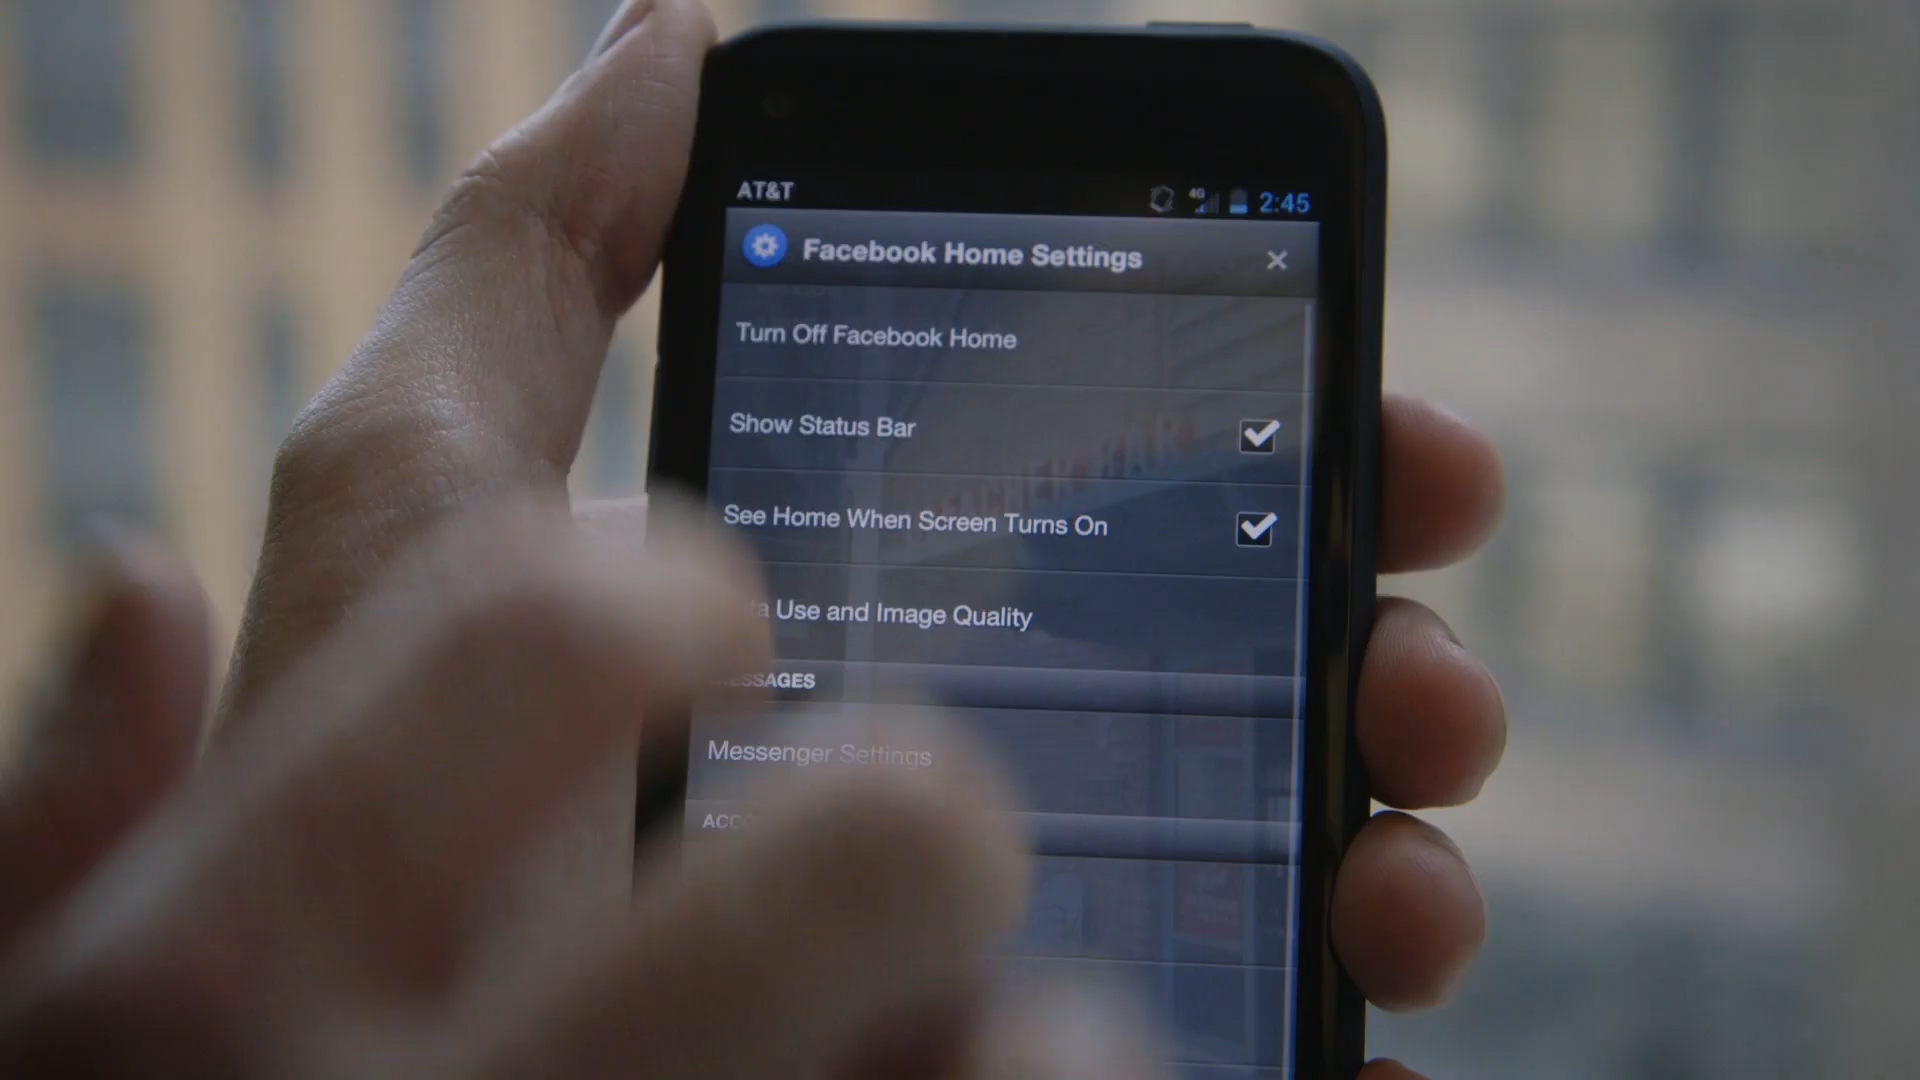 AT&T
4G 2:45
Facebook Home Settings
Turn Off Facebook Home
Show Status Bar
See Home When Screen Turns On
Use and Image Quality
Messenger Settings